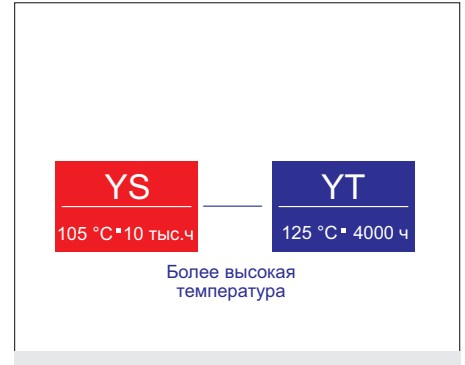 YS
105 °C▪10 тыс.ч
YT
125 °C▪ 4000 ч
Более высокая
температура